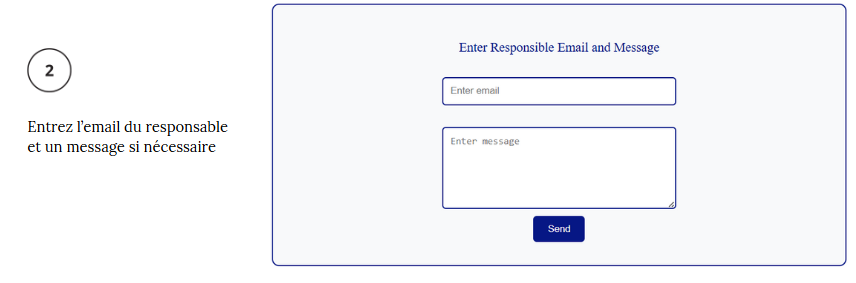 2
Entrez l'email du responsable
et un message si nécessaire
Enter Responsible Email and Message
Enter email
Enter message
Send